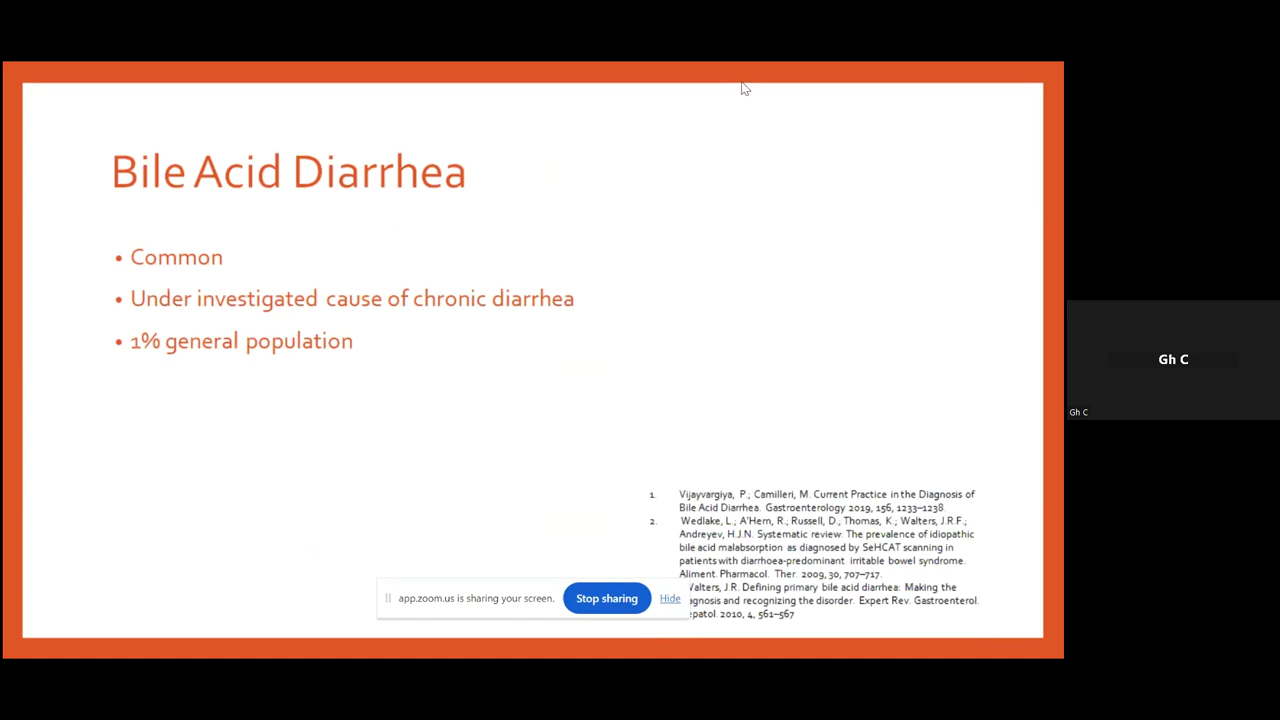 Bile Acid Diarrhea
• Common
• Under investigated cause of chronic diarrhea
• 1% general population
1. Vijayvargiya, P.; Camilleri, M. Current Practice in the Diagnosis of
Bile Acid Diarrhea. Gastroenterology 2019, 156, 1233–1238.
2. Wedlake, L.; A'Hern, R.; Russell, D.; Thomas, K.; Walters, J.R.F.;
Andreyev, H.J.N. Systematic review: The prevalence of idiopathic
bile acid malabsorption as diagnosed by SeHCAT scanning in
patients with diarrhoea-predominant irritable bowel syndrome.
Aliment. Pharmacol. Ther. 2009, 30, 707–717.
Walters, J.R. Defining primary bile acid diarrhea: Making the
agnosis and recognizing the disorder. Expert Rev. Gastroenterol.
epatol. 2010, 4, 561–567
app.zoom.us is sharing your screen.
Stop sharing
Hide
Gh C
Gh C